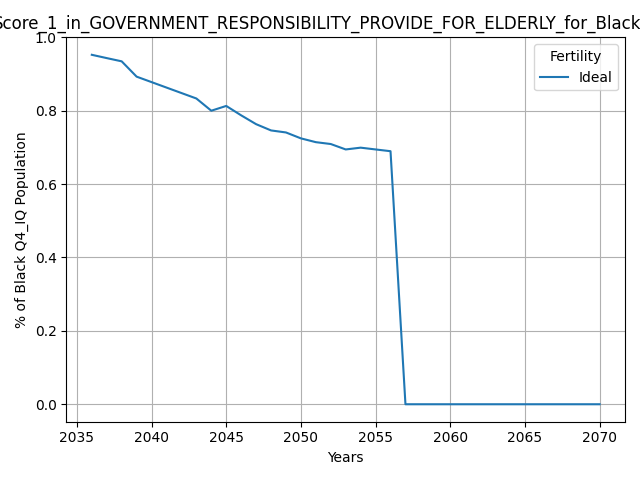 Score_1_in_GOVERNMENT_RESPONSIBILITY_PROVIDE_FOR_ELDERLY_for_Black
1.0
Fertility
Ideal
0.8
0.6
0.4
0.2
0.0
% of Black Q4_IQ Population
2035 2040 2045 2050 2055 2060 2065 2070
Years